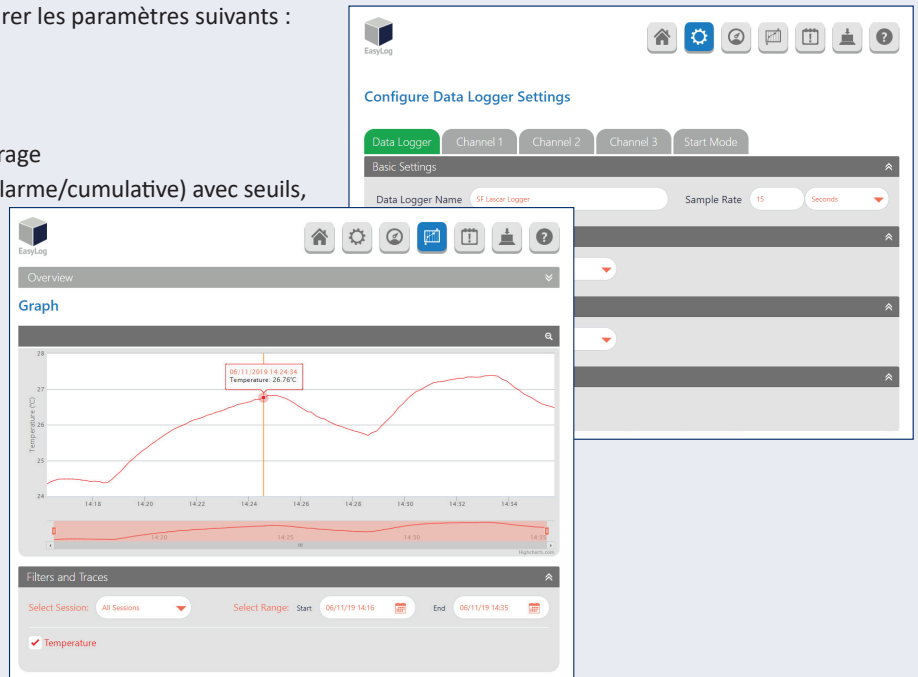 rer les paramètres suivants :
rage
larme/cumulative) avec seuils,
EasyLog
Configure Data Logger Settings
Data Logger
Channel 1
Channel 2
Channel 3
Start Mode
Basic Settings
Data Logger Name
SF Lascar Logger
Sample Rate
15
Seconds
EasyLog
Overview
Graph
28
27
26
25
24
Temperature (°C)
06/11/2019 14:24:34
Temperature: 26.76°C
14:16
14:20
14:22
14:24
14:26
14:28
14:30
14:32
14:34
14:20
14:25
14:30
14:35
Highcharts.com
Filters and Traces
Select Session:
All Sessions
Select Range:
Start
06/11/19 14:16
End
06/11/19 14:35
Temperature